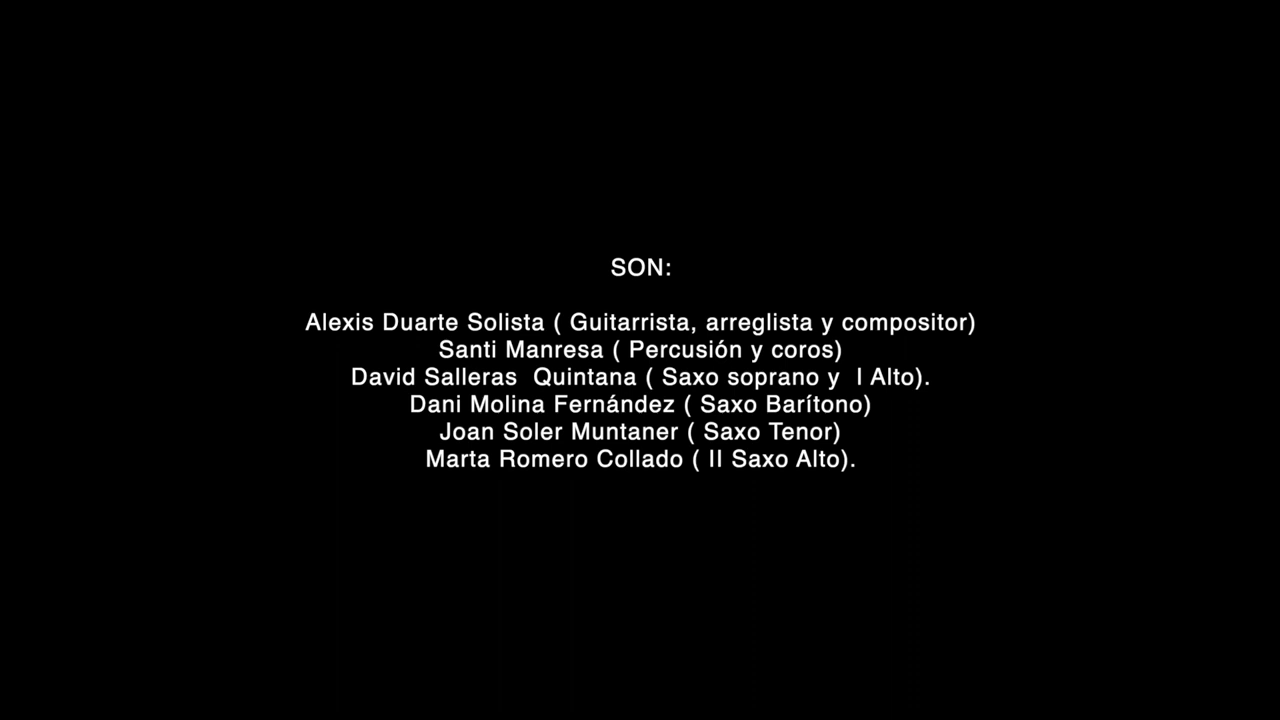 SON:
Alexis Duarte Solista ( Guitarrista, arreglista y compositor)
Santi Manresa ( Percusión y coros)
David Salleras  Quintana ( Saxo soprano y  I Alto).
Dani Molina Fernández ( Saxo Barítono)
Joan Soler Muntaner ( Saxo Tenor)
Marta Romero Collado ( II Saxo Alto).